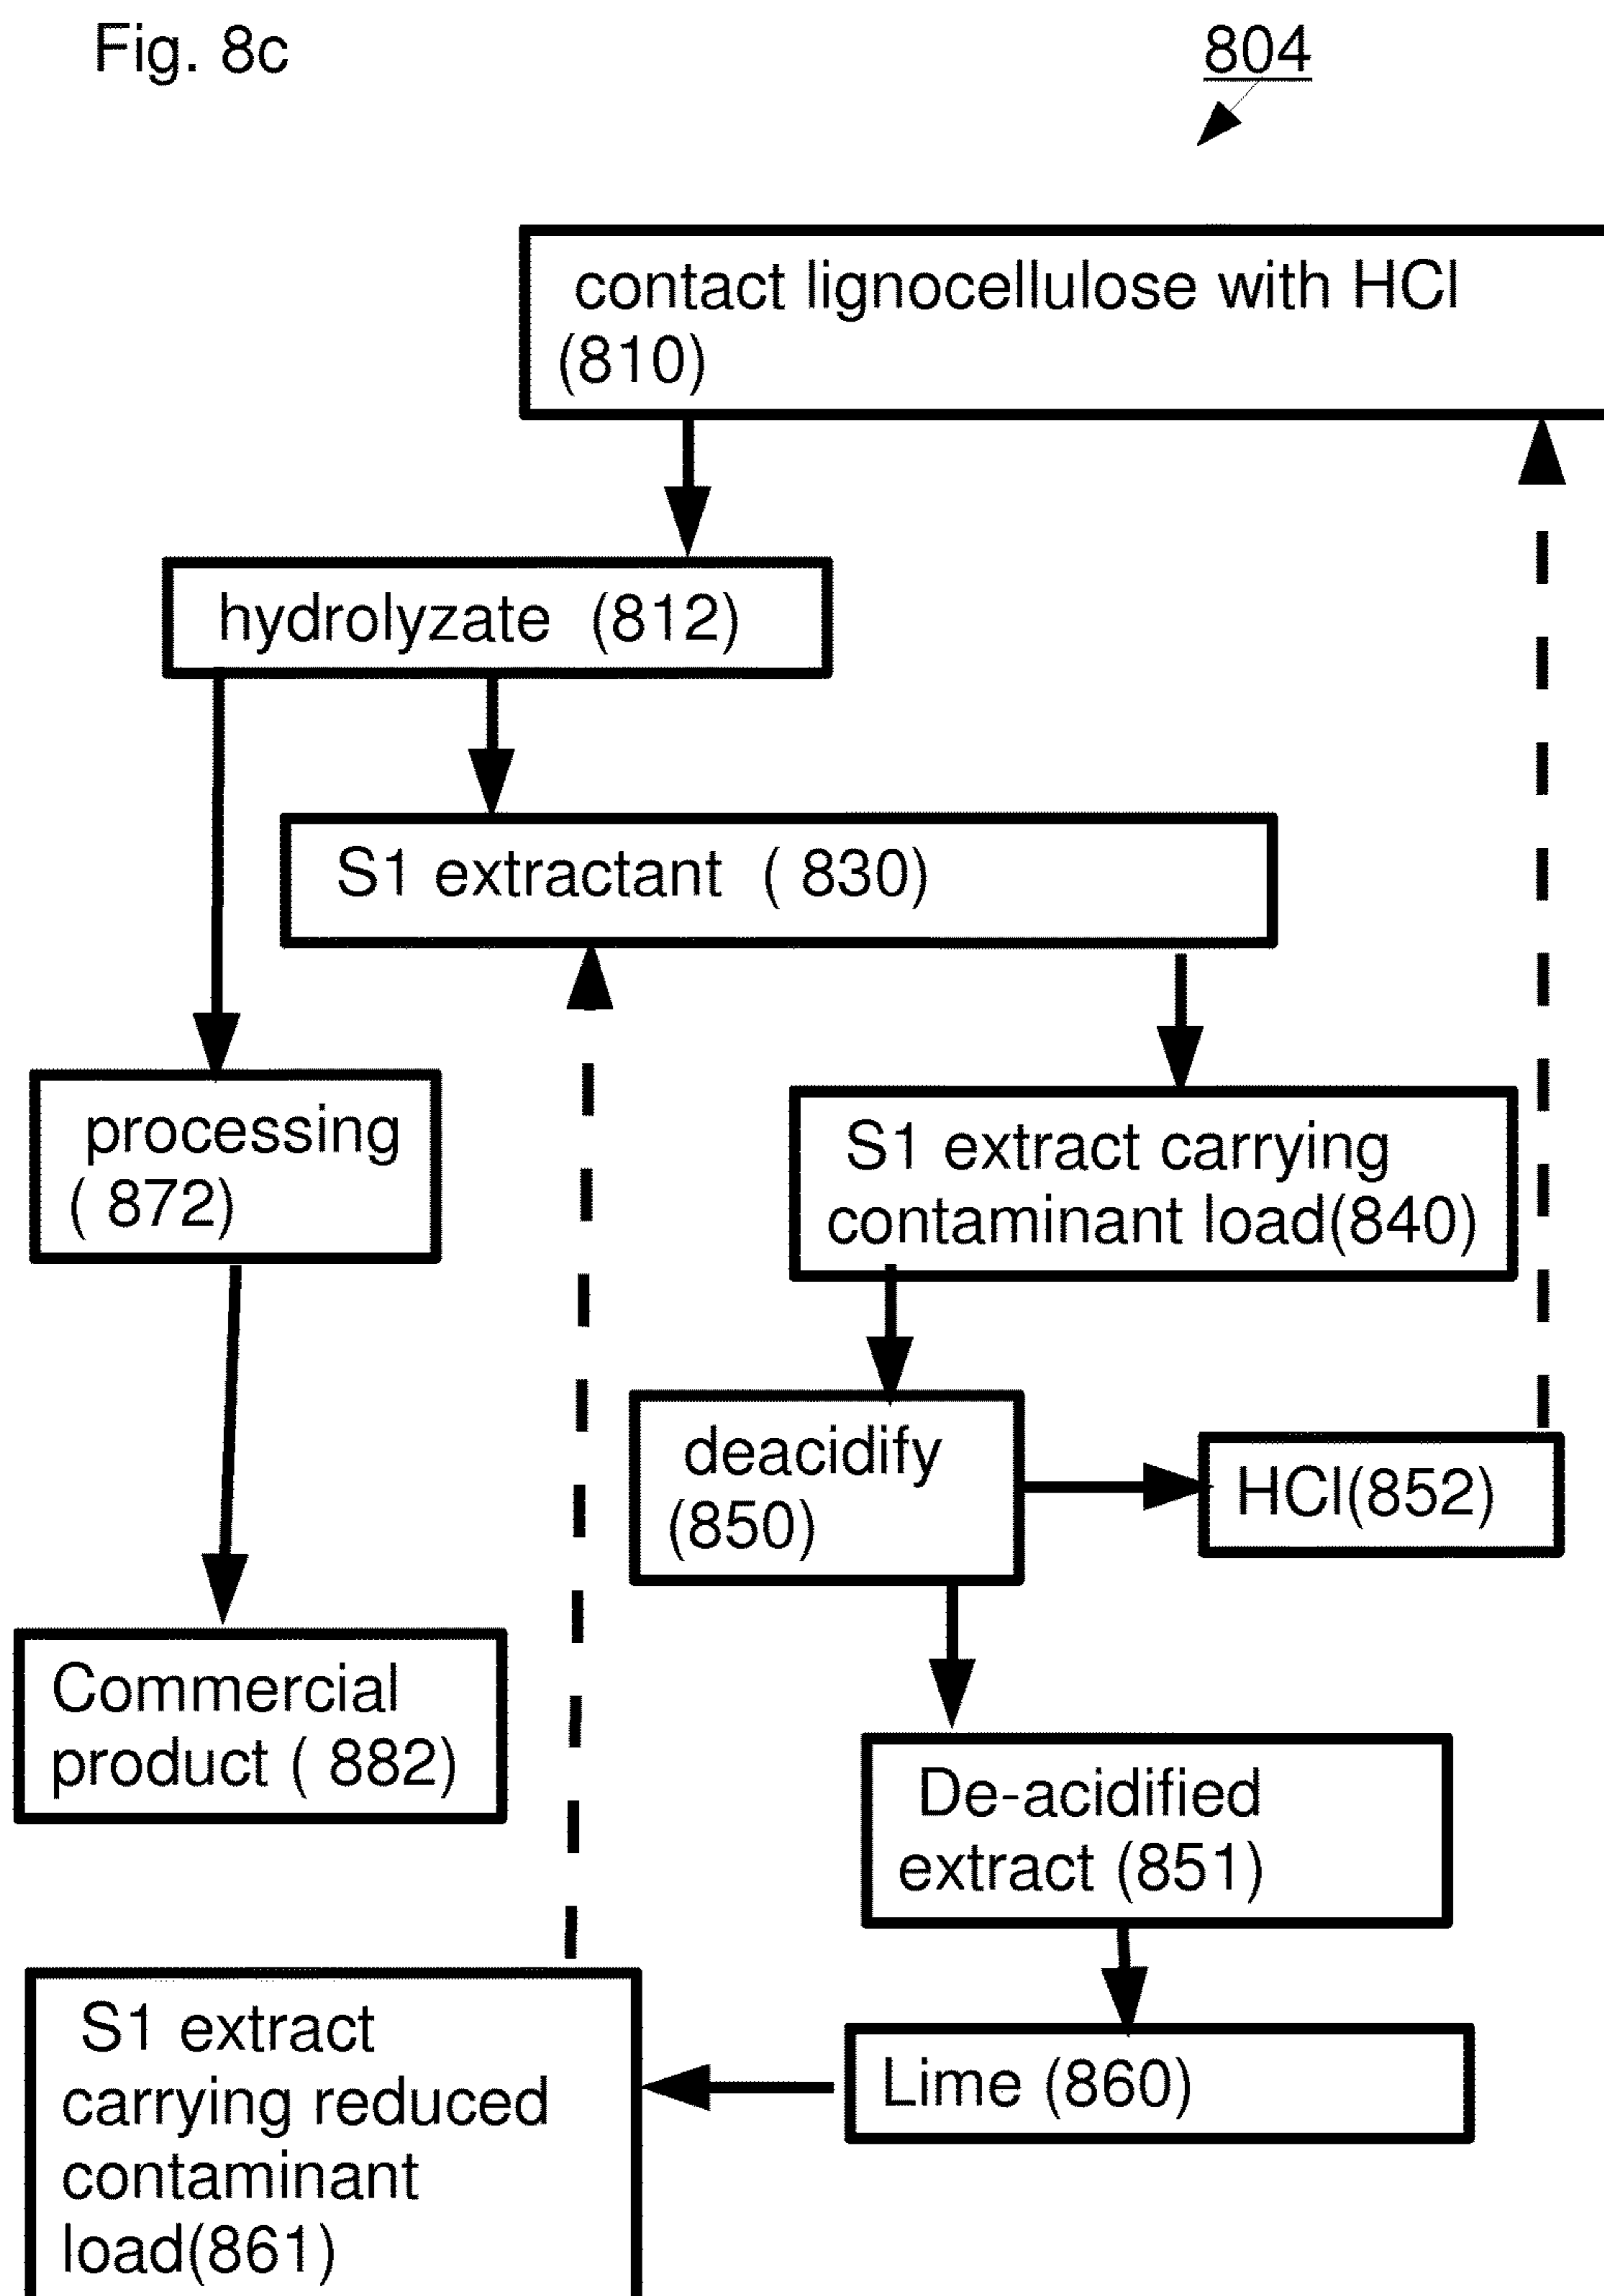 Fig. 8c
804
contact lignocellulose with HCl
(810)
hydrolyzate (812)
S1 extractant ( 830)
processing
( 872)
S1 extract carrying
contaminant load(840)
deacidify
(850)
HCl(852)
Commercial
product ( 882)
De-acidified
extract (851)
S1 extract
carrying reduced
contaminant
load(861)
Lime (860)